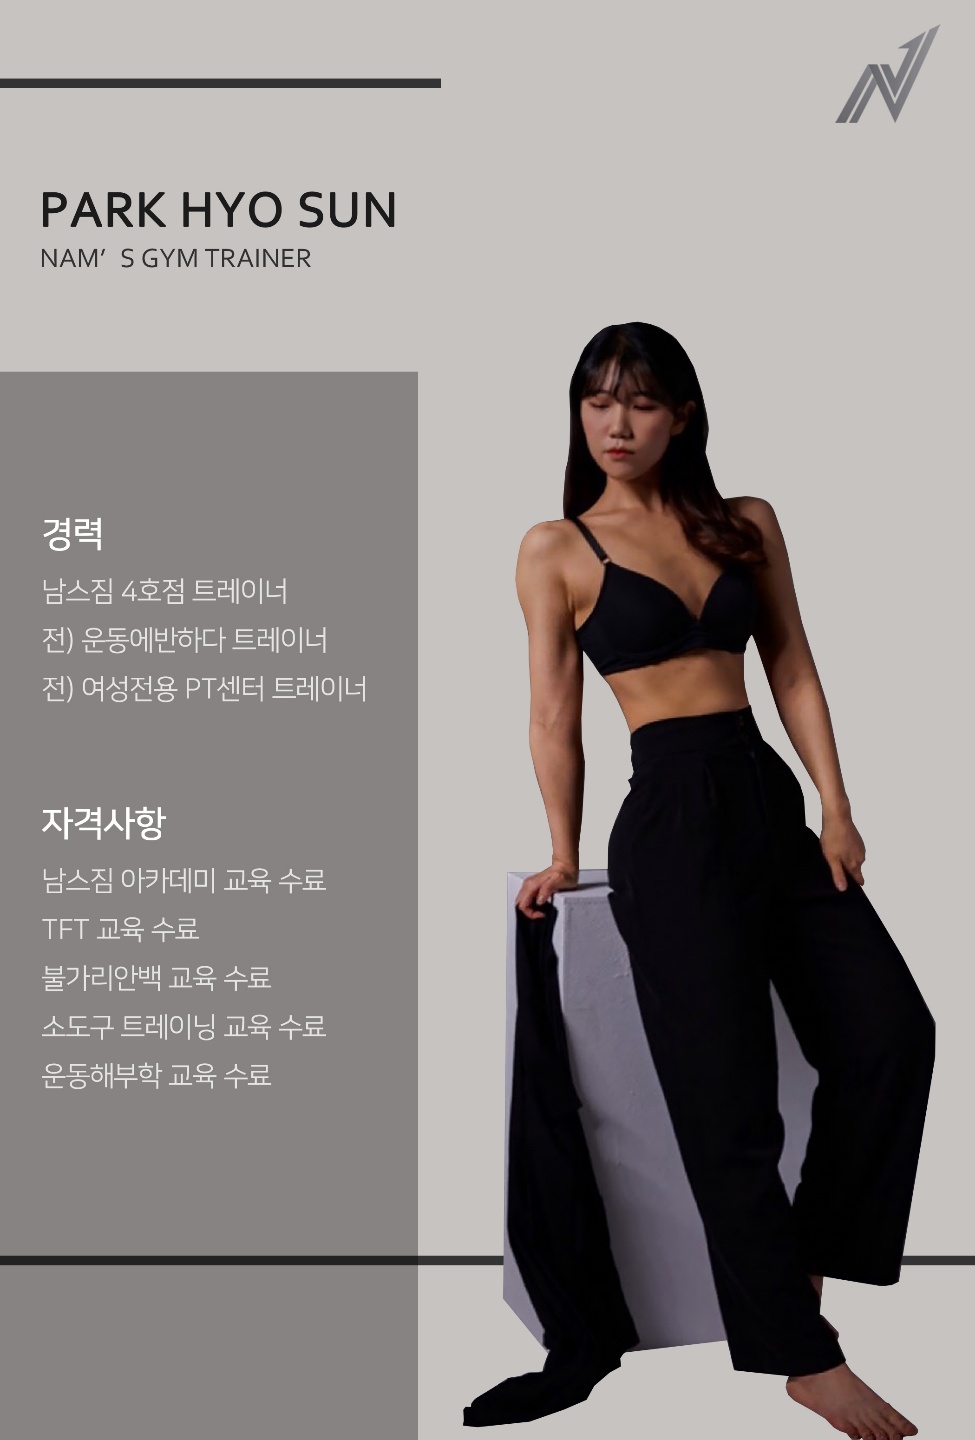 PARK HYO SUN
NAM'S GYM TRAINER
경력
남스짐 4호점 트레이너
전) 운동에반하다 트레이너
전) 여성전용 PT센터 트레이너
자격사항
남스짐 아카데미 교육 수료
TFT 교육 수료
불가리안백 교육 수료
소도구 트레이닝 교육 수료
운동해부학 교육 수료